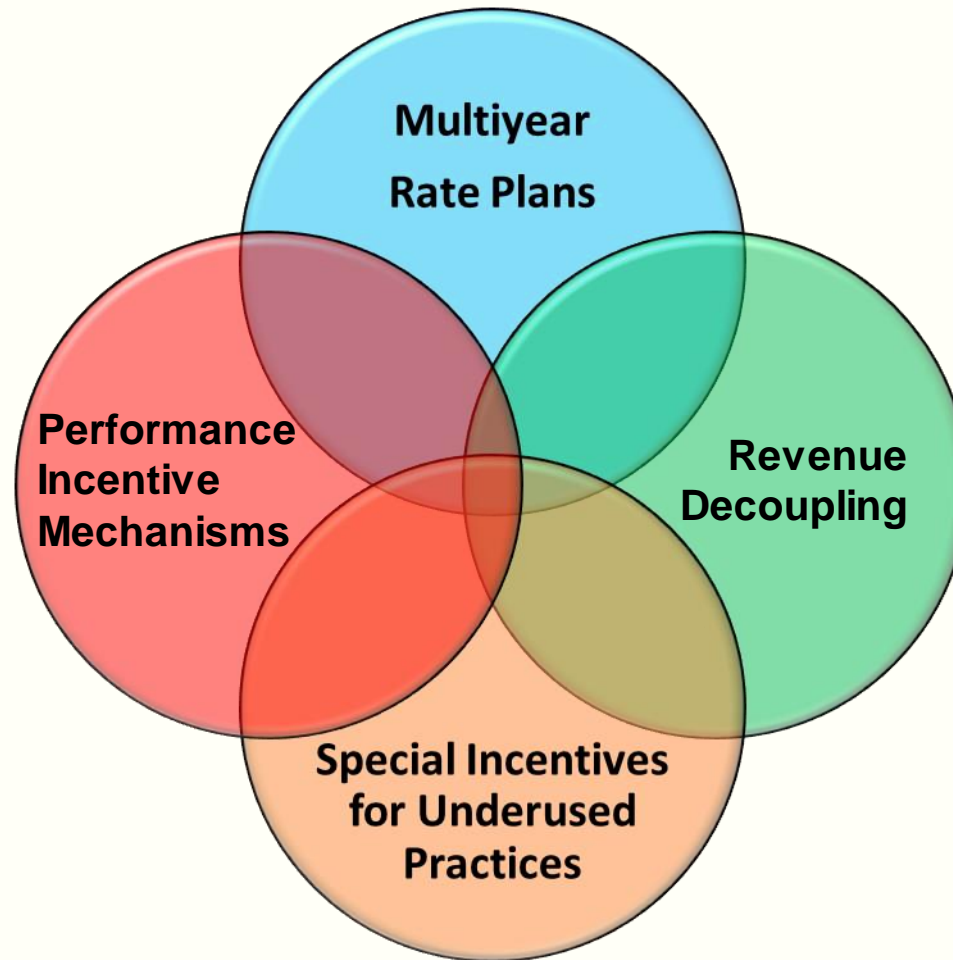 Multiyear
Rate Plans
Performance
Incentive
Mechanisms
Revenue
Decoupling
Special Incentives
for Underused
Practices